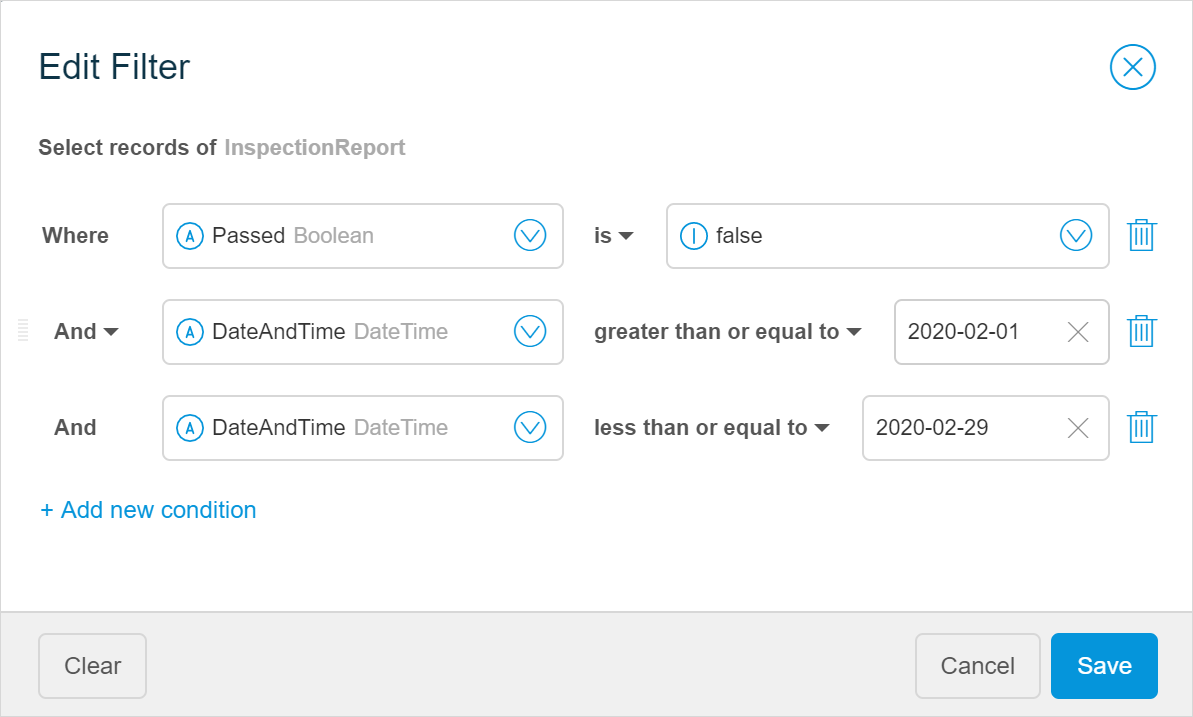 Edit Filter
Select records of InspectionReport
Where A Passed Boolean is false
And A DateAndTime DateTime greater than or equal to 2020-02-01
And A DateAndTime DateTime less than or equal to 2020-02-29
+ Add new condition
Clear Cancel Save